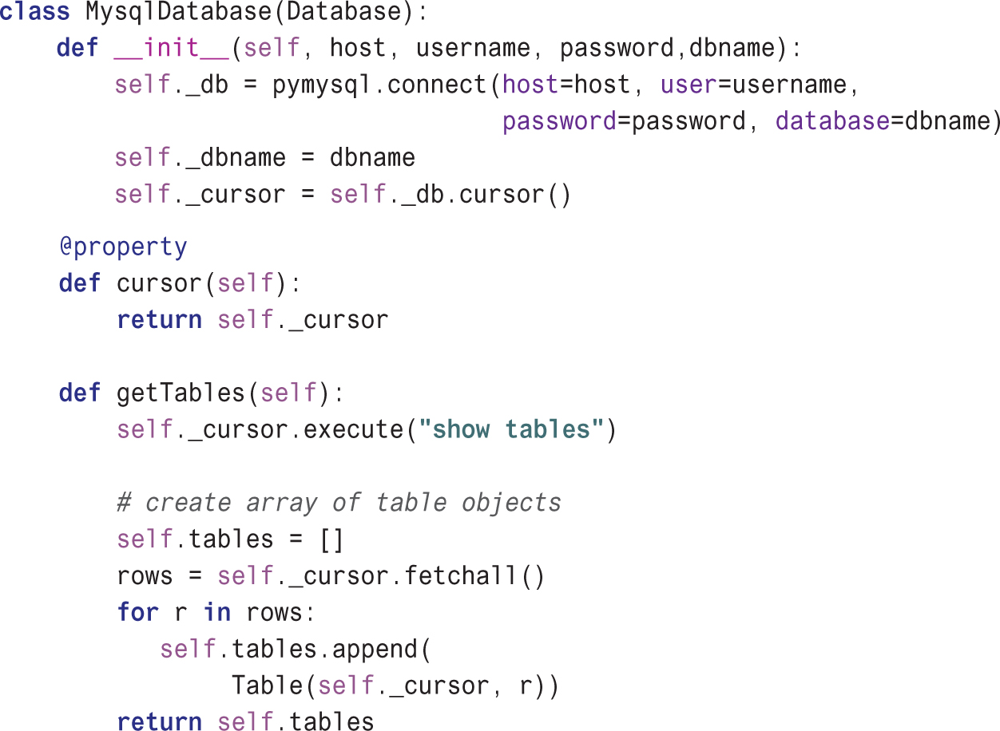 class MysqlDatabase(Database):
    def __init__(self, host, username, password,dbname):
        self._db = pymysql.connect(host=host, user=username,
                                   password=password, database=dbname)
        self._dbname = dbname
        self._cursor = self._db.cursor()
    @property
    def cursor(self):
        return self._cursor
    def getTables(self):
        self._cursor.execute("show tables")
        # create array of table objects
        self.tables = []
        rows = self._cursor.fetchall()
        for r in rows:
           self.tables.append(
                Table(self._cursor, r))
        return self.tables